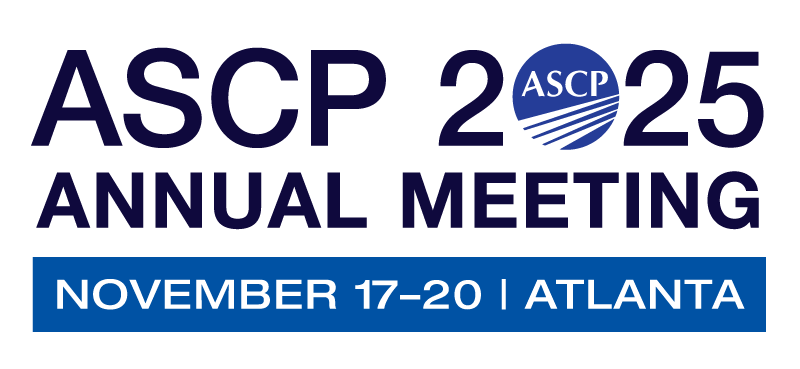 ASCP 2025
ASCP
ANNUAL MEETING
NOVEMBER 17–20 | ATLANTA